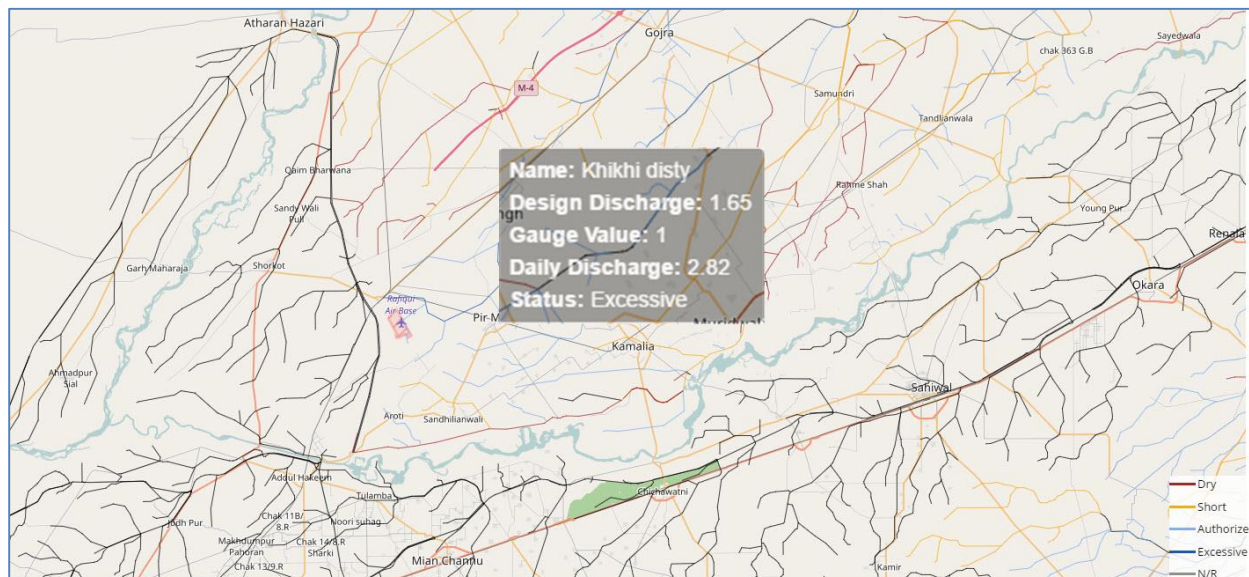 Atharan Hazari
Gojra
Sayedwala
chak 363 G.B
M-4
Samundri
Tandlianwala
Name: Khikhi disty
Design Discharge: 1.65
Gauge Value: 1
Daily Discharge: 2.82
Status: Excessive
Qaim Bharwana
Rahme Shah
Sandy Wali
Pull
Young Pur
Renala
Garh Maharaja
Shorkot
Okara
Rafiqui
Air Base
Pir-M
Kamalia
Ahmadpur
Sial
Sahiwal
Aroti
Sandhilianwali
Addul Hakeem
Chichawatni
Tulamba
Jodh Pur
Chak 11B/
8.R
Noori suhag
Makhdumpur
Pahoran
Chak 14/8.R
Sharki
Chak 13/9.R
Mian Channu
Kamir
Dry
Short
Authorize
Excessive
N/R